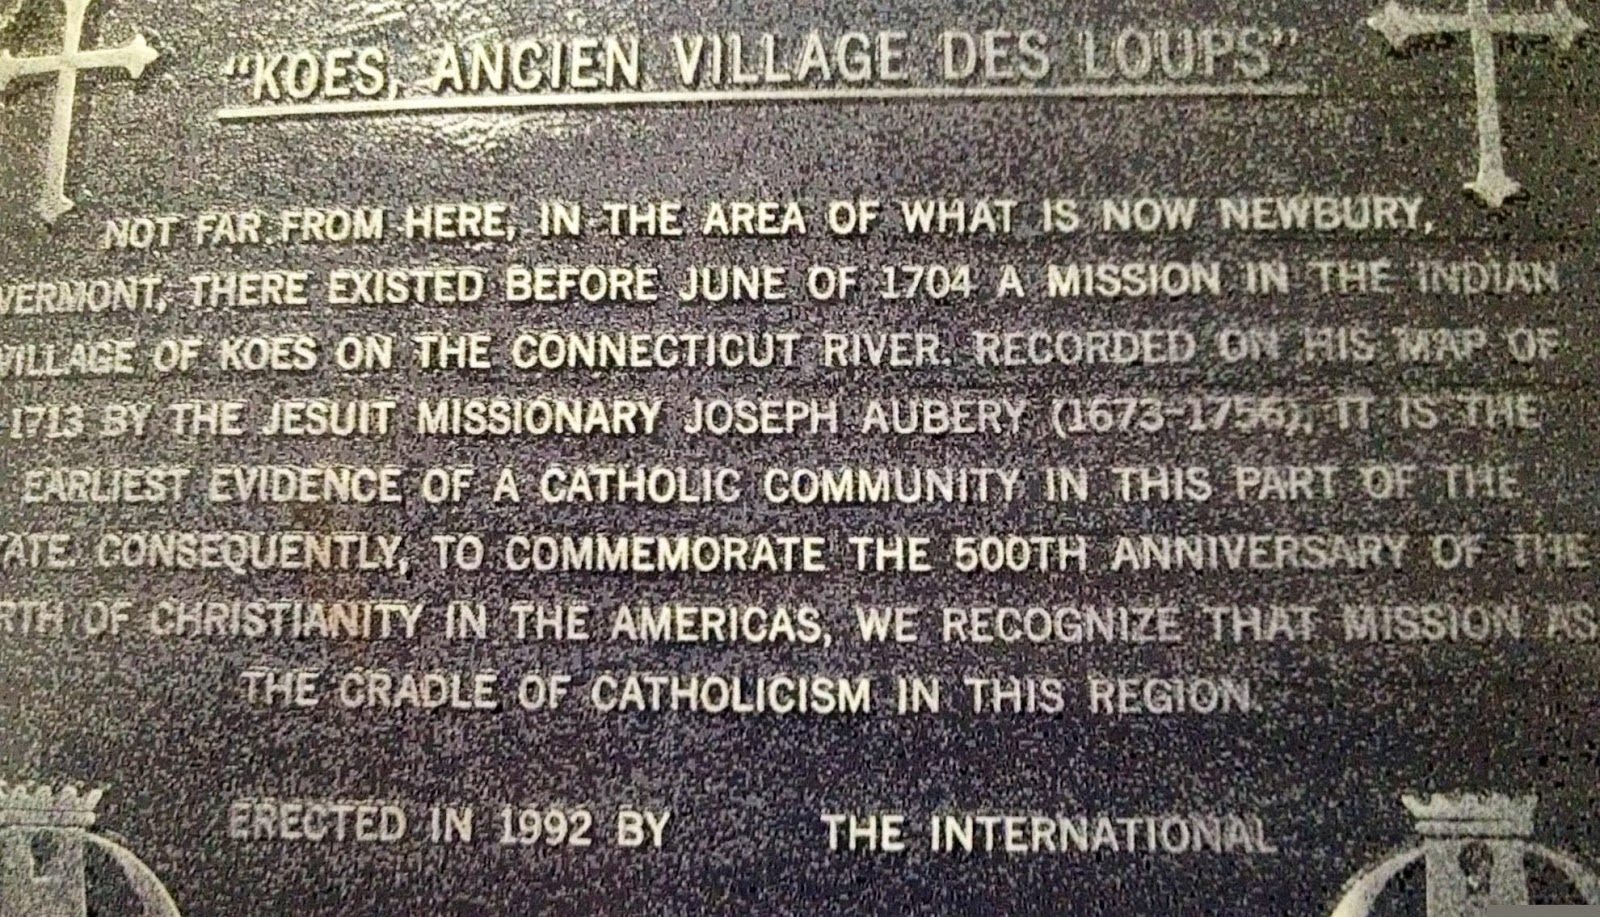 "KOES, ANCIEN VILLAGE DES LOUPS"
NOT FAR FROM HERE, IN THE AREA OF WHAT IS NOW NEWBURY,
VERMONT, THERE EXISTED BEFORE JUNE OF 1704 A MISSION IN THE INDIAN
VILLAGE OF KOES ON THE CONNECTICUT RIVER. RECORDED ON HIS MAP OF
1713 BY THE JESUIT MISSIONARY JOSEPH AUBERY (1673-1756), IT IS THE
EARLIEST EVIDENCE OF A CATHOLIC COMMUNITY IN THIS PART OF THE
TATE. CONSEQUENTLY, TO COMMEMORATE THE 500TH ANNIVERSARY OF THE
RTH OF CHRISTIANITY IN THE AMERICAS, WE RECOGNIZE THAT MISSION AS
THE CRADLE OF CATHOLICISM IN THIS REGION.
ERECTED IN 1992 BY THE INTERNATIONAL